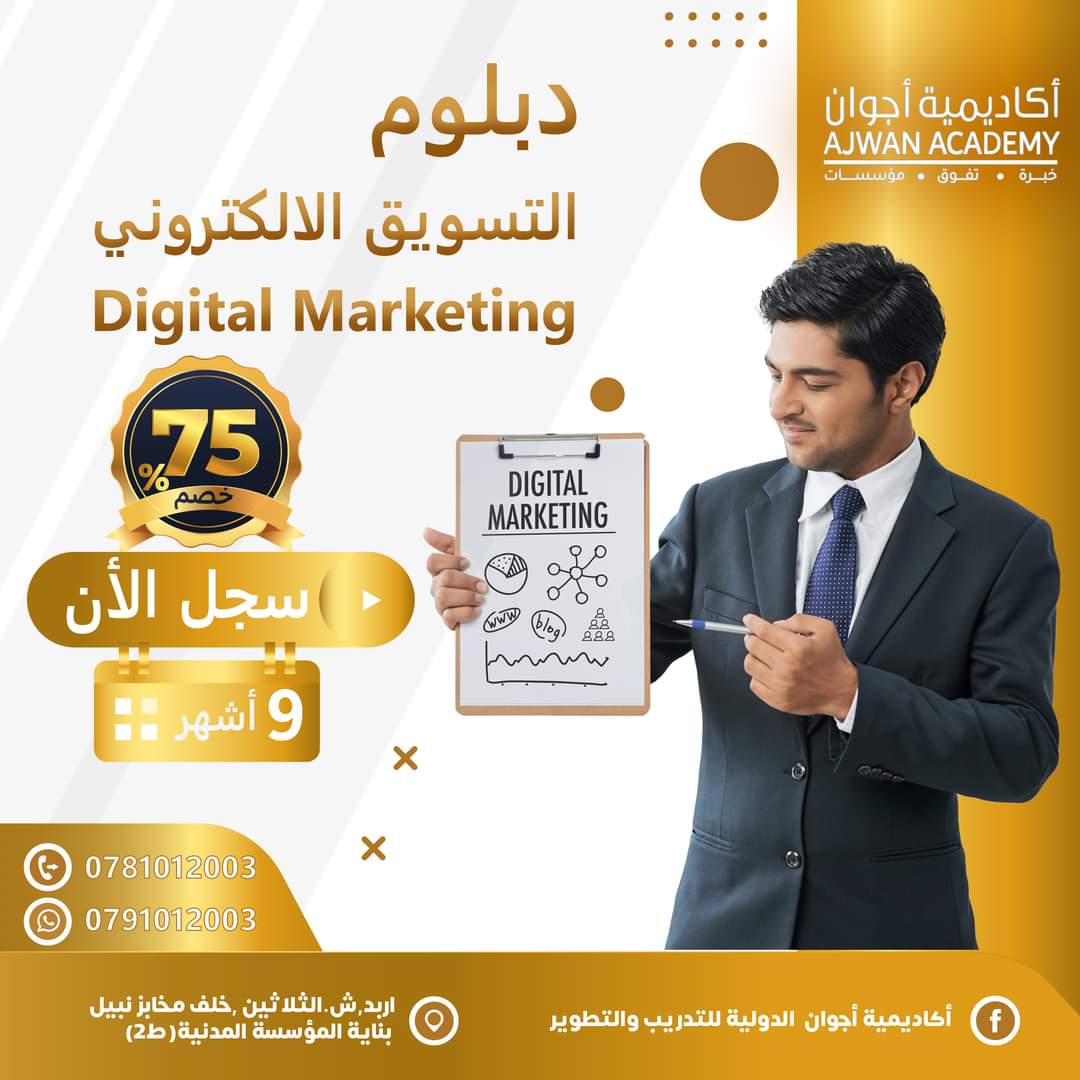 أكاديمية أجوان
AJWAN ACADEMY
خبرة • تفوق • مؤسسات
دبلوم
التسويق الالكتروني
Digital Marketing
%75
خصم
سجل الأن
9 أشهر
DIGITAL
MARKETING
www
blog
0781012003
0791012003
اربد,ش.الثلاثين ,خلف مخابز نبيل
بناية المؤسسة المدنية(ط2)
أكاديمية أجوان الدولية للتدريب والتطوير